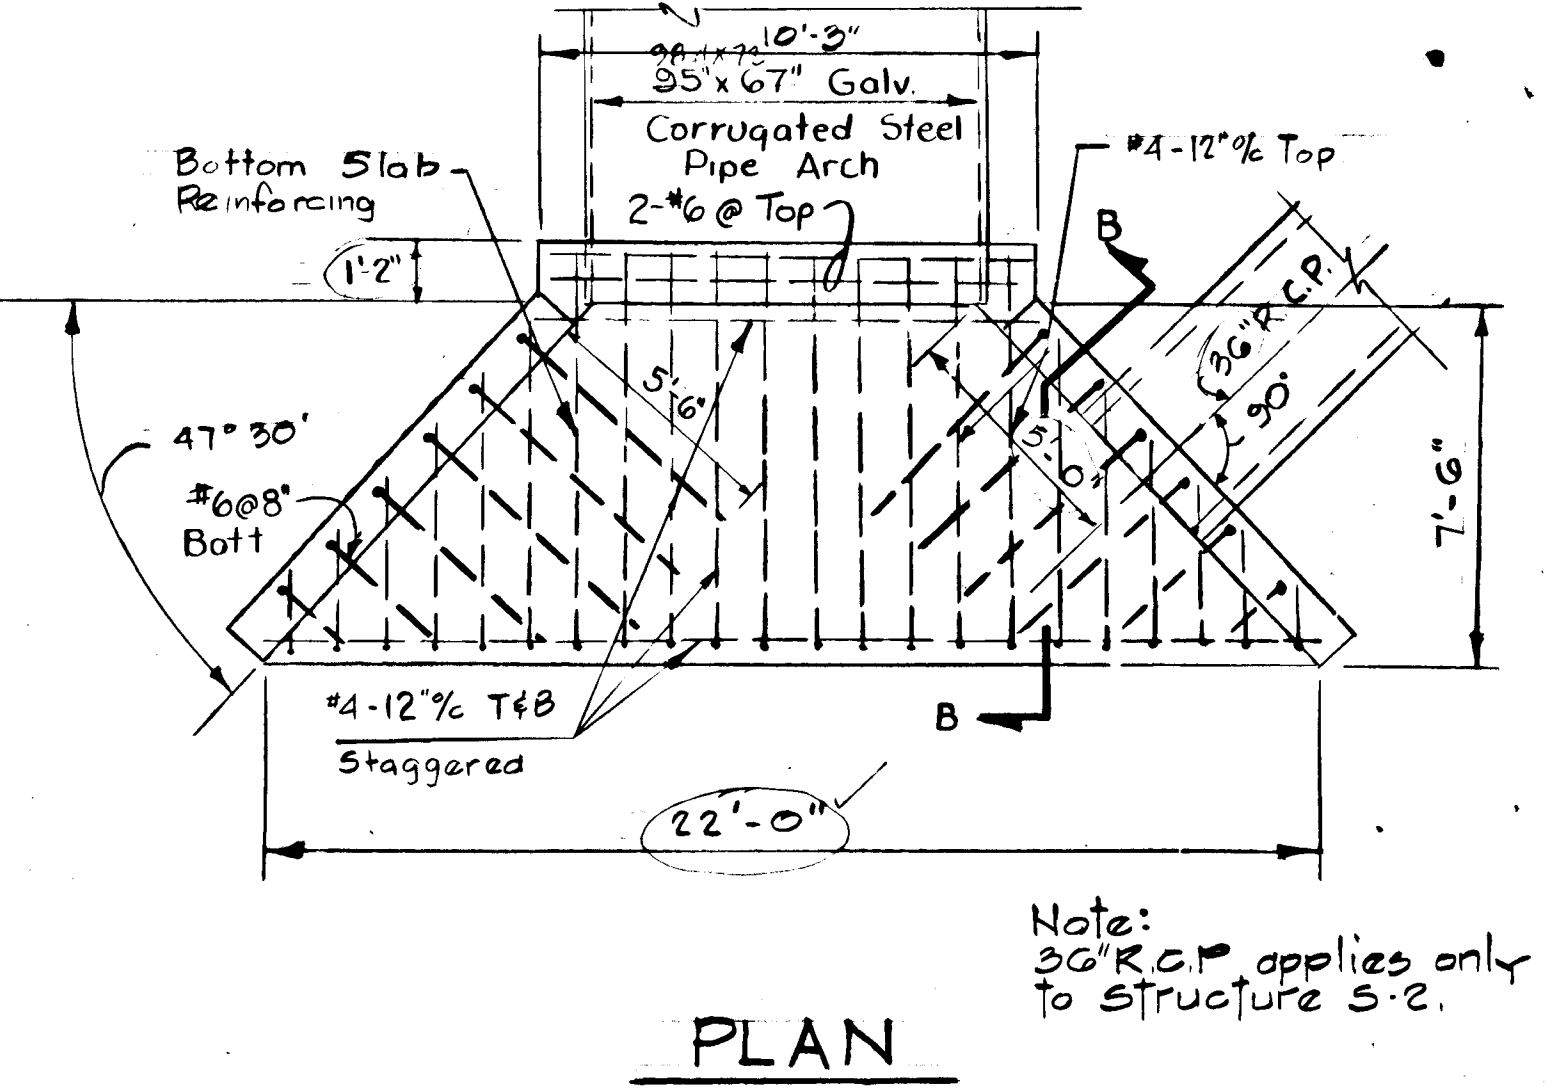 10'-3"
95"x67" Galv.
Corrugated Steel
Pipe Arch
2-#6 @ Top
Bottom Slab
Reinforcing
#4-12"o/c Top
1'-2"
B
36" R.C.P.
90°
5'-6"
5'-0"
47°30'
#6@8"
Bott
7'-6"
#4-12"o/c T&B
Staggered
B
22'-0"
Note:
36"R.C.P applies only
to Structure S-2.
PLAN